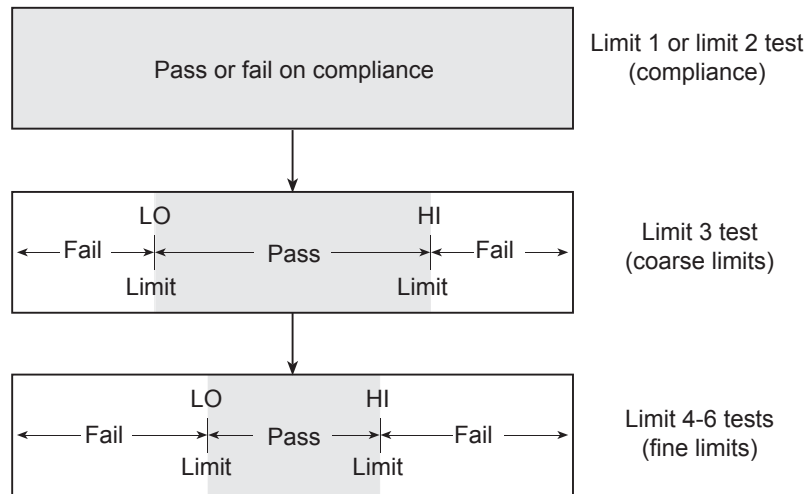 Pass or fail on compliance
Limit 1 or limit 2 test
(compliance)
LO HI
Fail Pass Fail
Limit Limit
Limit 3 test
(coarse limits)
LO HI
Fail Pass Fail
Limit Limit
Limit 4-6 tests
(fine limits)